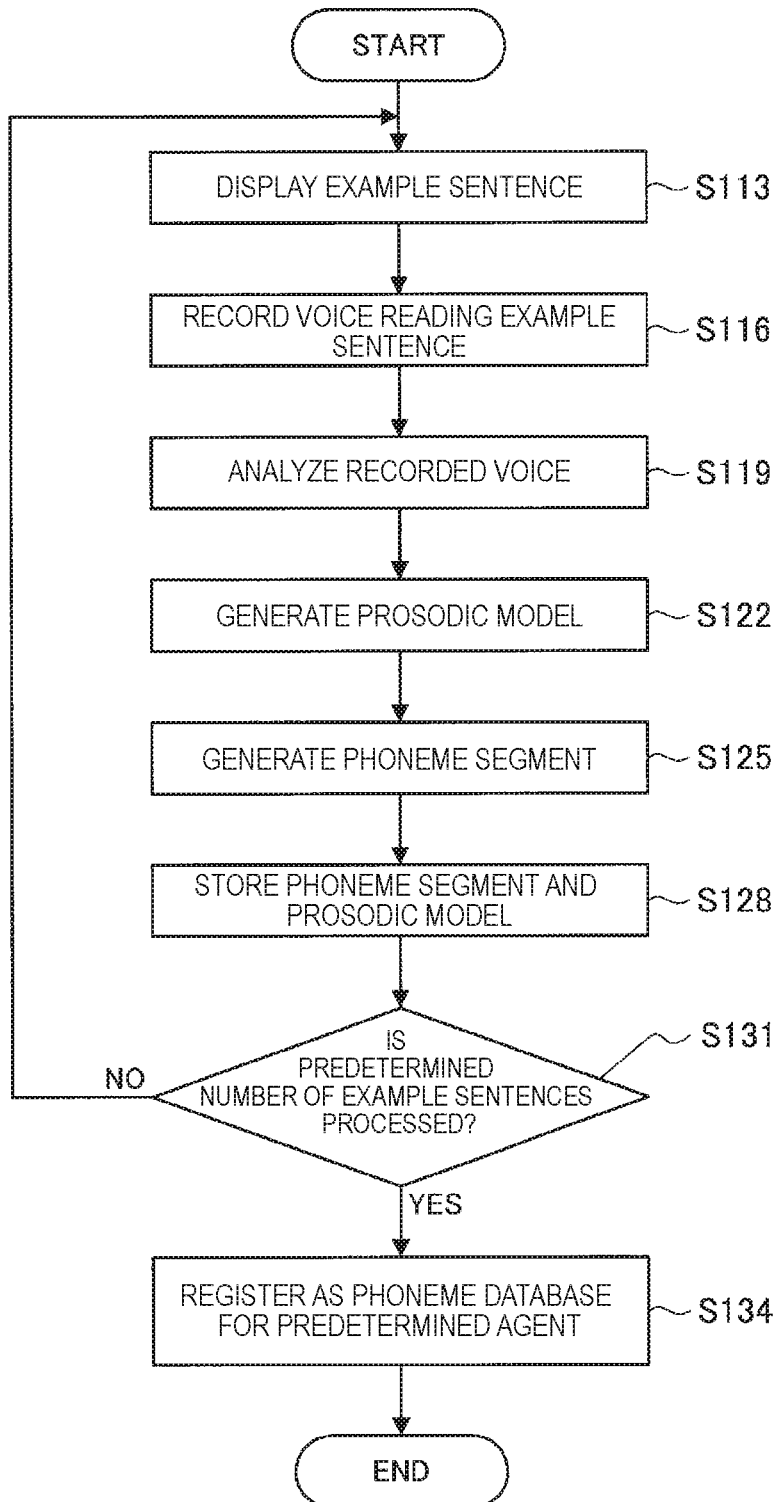 START
DISPLAY EXAMPLE SENTENCE
S113
RECORD VOICE READING EXAMPLE
SENTENCE
S116
ANALYZE RECORDED VOICE
S119
GENERATE PROSODIC MODEL
S122
GENERATE PHONEME SEGMENT
S125
STORE PHONEME SEGMENT AND
PROSODIC MODEL
S128
IS
PREDETERMINED
NUMBER OF EXAMPLE SENTENCES
PROCESSED?
S131
NO
YES
REGISTER AS PHONEME DATABASE
FOR PREDETERMINED AGENT
S134
END